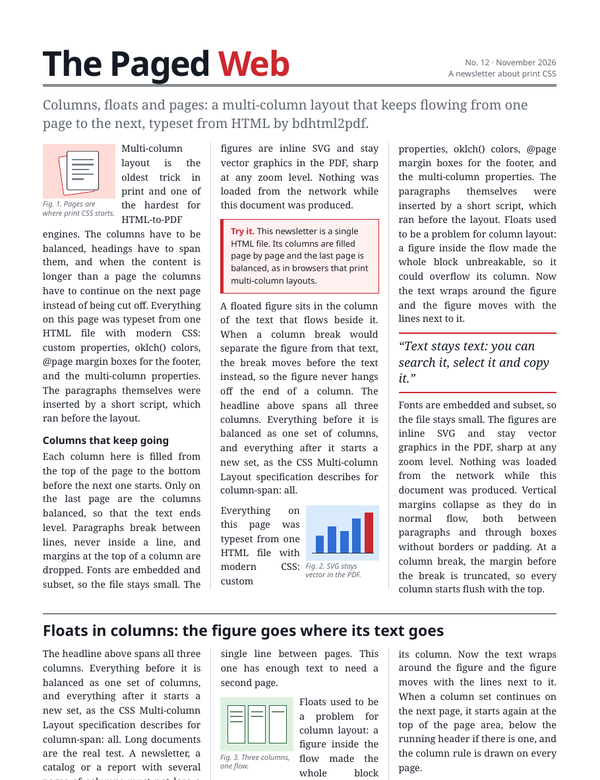 The Paged Web
No. 12 · November 2026
A newsletter about print CSS
Columns, floats and pages: a multi-column layout that keeps flowing from one
page to the next, typeset from HTML by bdhtml2pdf.
Fig. 1. Pages are
where print CSS starts.
Multi-column
layout is the
oldest trick in
print and one of
the hardest for
HTML-to-PDF
engines. The columns have to be
balanced, headings have to span
them, and when the content is
longer than a page the columns
have to continue on the next page
instead of being cut off. Everything
on this page was typeset from one
HTML file with modern CSS:
custom properties, oklch() colors,
@page margin boxes for the footer,
and the multi-column properties.
The paragraphs themselves were
inserted by a short script, which
ran before the layout.
Columns that keep going
Each column here is filled from
the top of the page to the bottom
before the next one starts. Only on
the last page are the columns
balanced, so that the text ends
level. Paragraphs break between
lines, never inside a line, and
margins at the top of a column are
dropped. Fonts are embedded and
subset, so the file stays small. The
figures are inline SVG and stay
vector graphics in the PDF, sharp
at any zoom level. Nothing was
loaded from the network while
this document was produced.
Try it. This newsletter is a single
HTML file. Its columns are filled
page by page and the last page is
balanced, as in browsers that print
multi-column lists.
A floated figure sits in the column
of the text that flows beside it.
When a column break would
separate the figure from that text,
the break moves before the text
instead, so the figure never hangs
off the end of a column. The
headline above spans all three
columns. Everything before it is
balanced as one set of columns,
and everything after it starts a
new set, as the CSS Multi-column
Layout specification describes for
column-span: all.
Everything on
this page was
typeset from one
HTML file with
modern CSS:
custom
Fig. 2. SVG stays
vector in the PDF.
properties, oklch() colors, @page
margin boxes for the footer, and
the multi-column properties. The
paragraphs themselves were
inserted by a short script, which
ran before the layout. Floats used
to be a problem for column layout:
a figure inside the flow made the
whole block unbreakable, so it
could overflow its column. Now
the text wraps around the figure
and the figure moves with the
lines next to it.
“Text stays text: you can
search it, select it and copy
it.”
Fonts are embedded and subset, so
the file stays small. The figures are
inline SVG and stay vector
graphics in the PDF, sharp at any
zoom level. Nothing was loaded
from the network while this
document was produced. Vertical
margins collapse as they do in
normal flow, both between
paragraphs and through boxes
without borders or padding. At a
column break, the margin before
the break is truncated, so every
column starts flush with the top.
Floats in columns: the figure goes where its text goes
The headline above spans all three
columns. Everything before it is
balanced as one set of columns,
and everything after it starts a
new set, as the CSS Multi-column
Layout specification describes for
column-span: all. Long documents
are the real test. A newsletter, a
catalog or a report with several
single line between pages. This
one has enough text to need a
second page.
Fig. 3. Three columns,
one flow.
Floats used to be
a problem for
column layout: a
figure inside the
flow made the
whole block
its column. Now the text wraps
around the figure and the figure
moves with the lines next to it.
When a column set continues on
the next page, it starts again at the
top of the page area, below the
running header if there is one, and
the column rule is drawn on every
page.